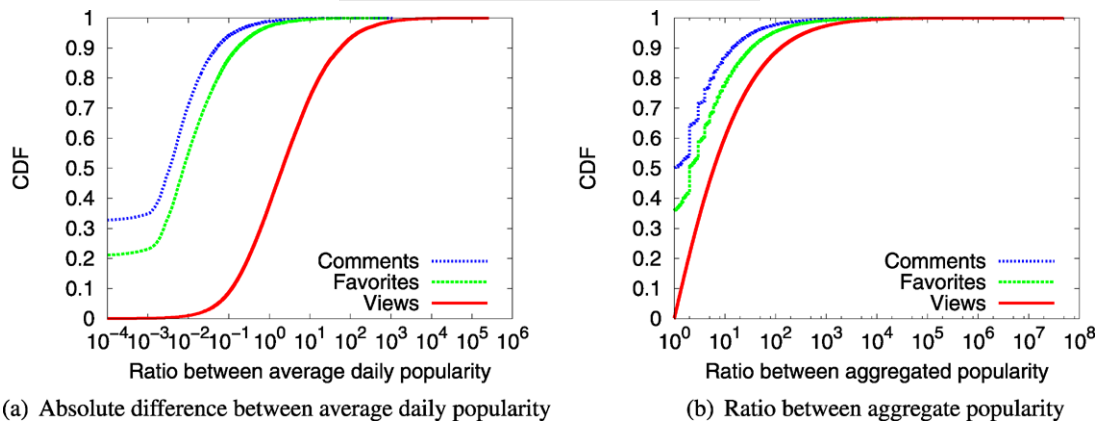 1
0.9
0.8
0.7
0.6
0.5
0.4
0.3
0.2
0.1
0
CDF
Comments
Favorites
Views
10^-4 10^-3 10^-2 10^-1 10^0 10^1 10^2 10^3 10^4 10^5 10^6
Ratio between average daily popularity
(a) Absolute difference between average daily popularity
1
0.9
0.8
0.7
0.6
0.5
0.4
0.3
0.2
0.1
0
CDF
Comments
Favorites
Views
10^0 10^1 10^2 10^3 10^4 10^5 10^6 10^7 10^8
Ratio between aggregated popularity
(b) Ratio between aggregate popularity